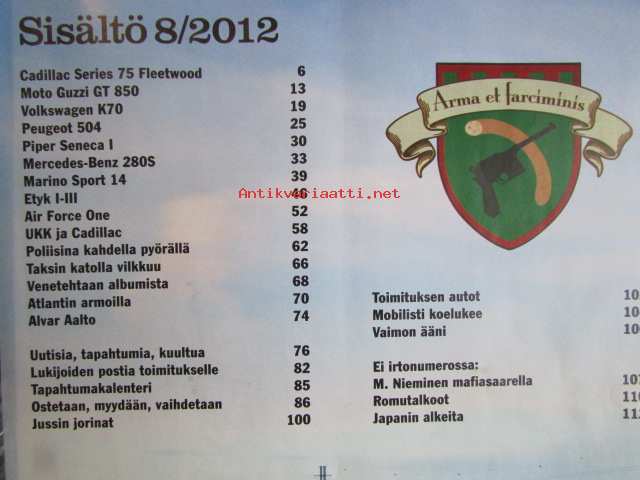 Sisältö 8/2012
Cadillac Series 75 Fleetwood 6
Moto Guzzi GT 850 13
Volkswagen K70 19
Peugeot 504 25
Piper Seneca I 30
Mercedes-Benz 280S 33
Marino Sport 14 39
Etyk I-III 46
Air Force One 52
UKK ja Cadillac 58
Poliisina kahdella pyörällä 62
Taksin katolla vilkkuu 66
Venetehtaan albumista 68
Atlantin armoilla 70
Alvar Aalto 74
Uutisia, tapahtumia, kuultua 76
Lukijoiden postia toimitukselle 82
Tapahtumakalenteri 85
Ostetaan, myydään, vaihdetaan 86
Jussin jorinat 100
Arma et farciminis
Antikvariaatti.net
Toimituksen autot
Mobilisti koelukee
Vaimon ääni
Ei irtonumerossa:
M. Nieminen mafiasaarella 107
Romutalkoot
Japanin alkeita